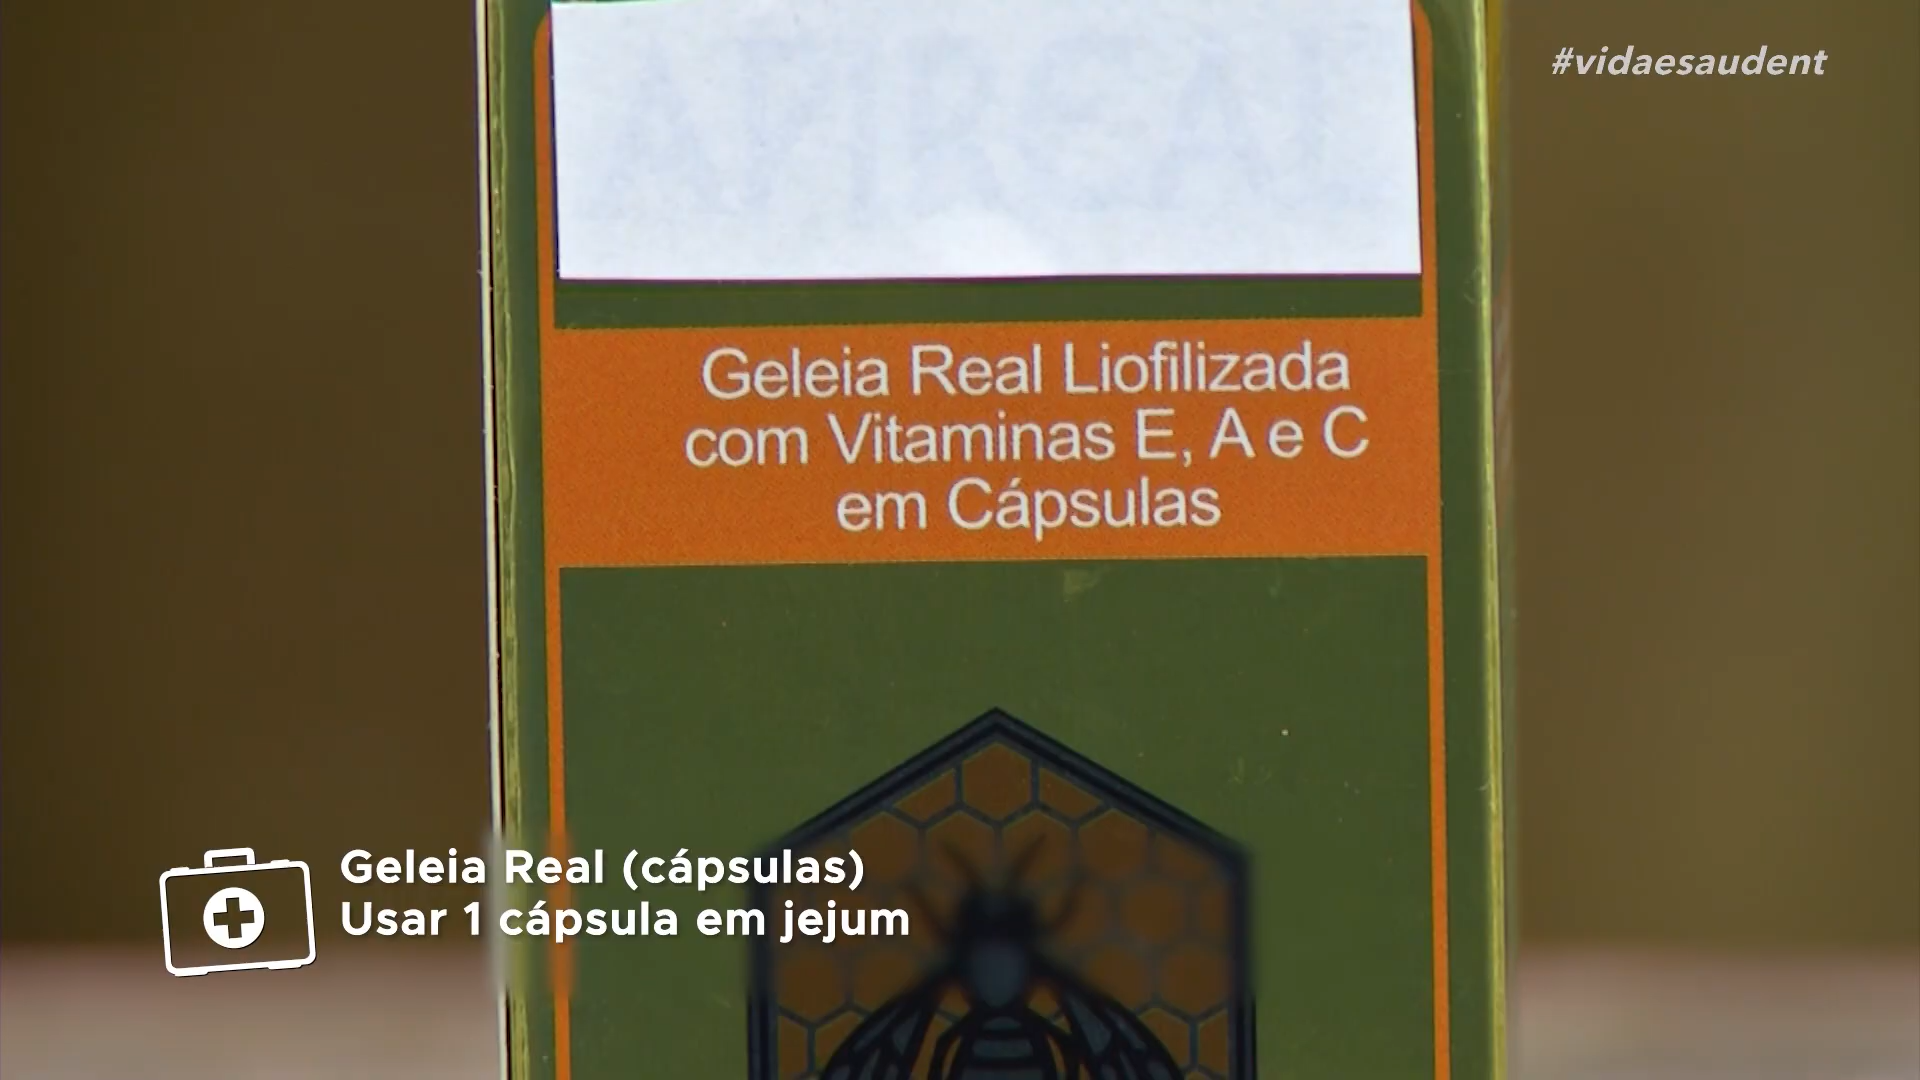 #vidaesaudent
Geleia Real Liofilizada
com Vitaminas E, A e C
em Cápsulas
Geleia Real (cápsulas)
Usar 1 cápsula em jejum